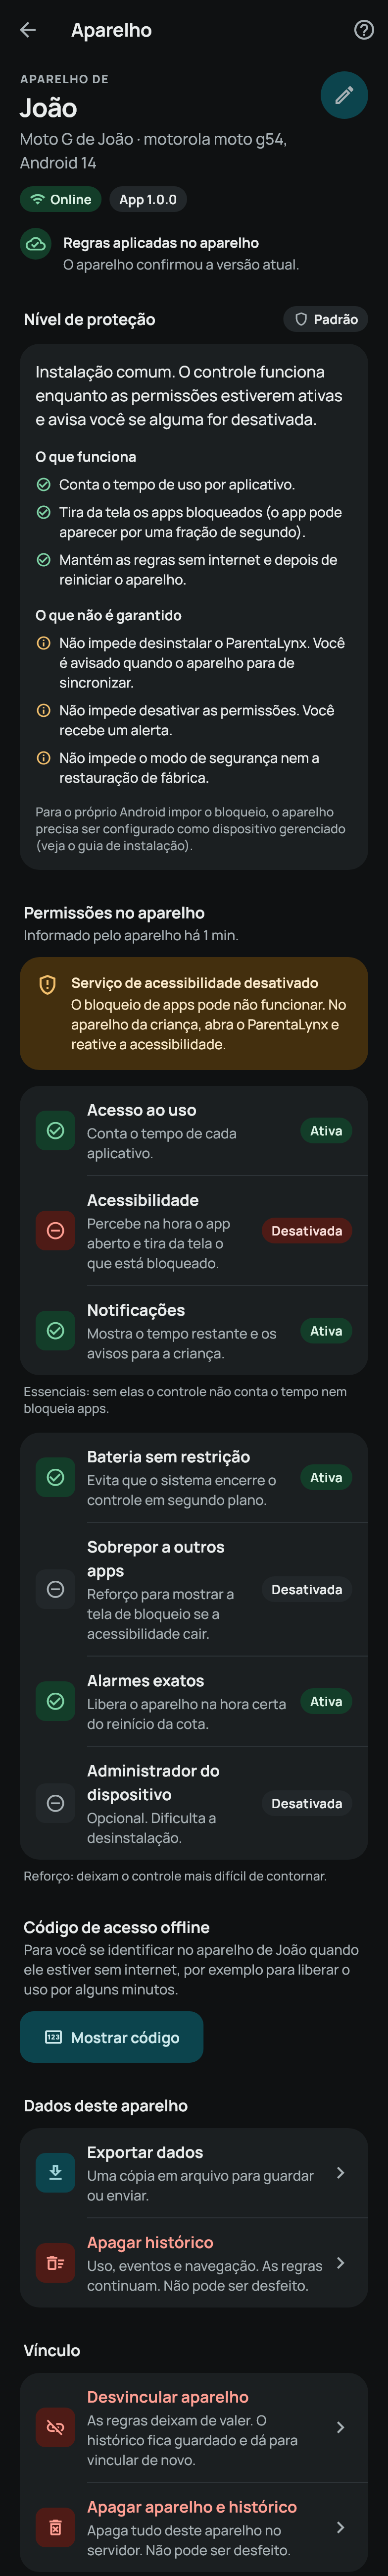 Aparelho
APARELHO DE
João
Moto G de João · motorola moto g54,
Android 14
Online
App 1.0.0
Regras aplicadas no aparelho
O aparelho confirmou a versão atual.
Nível de proteção
Padrão
Instalação comum. O controle funciona
enquanto as permissões estiverem ativas
e avisa você se alguma for desativada.
O que funciona
Conta o tempo de uso por aplicativo.
Tira da tela os apps bloqueados (o app pode
aparecer por uma fração de segundo).
Mantém as regras sem internet e depois de
reiniciar o aparelho.
O que não é garantido
Não impede desinstalar o ParentaLynx. Você
é avisado quando o aparelho para de
sincronizar.
Não impede desativar as permissões. Você
recebe um alerta.
Não impede o modo de segurança nem a
restauração de fábrica.
Para o próprio Android impor o bloqueio, o aparelho
precisa ser configurado como dispositivo gerenciado
(veja o guia de instalação).
Permissões no aparelho
Informado pelo aparelho há 1 min.
Serviço de acessibilidade desativado
O bloqueio de apps pode não funcionar. No
aparelho da criança, abra o ParentaLynx e
reative a acessibilidade.
Acesso ao uso
Conta o tempo de cada
aplicativo.
Ativa
Acessibilidade
Percebe na hora o app
aberto e tira da tela o
que está bloqueado.
Desativada
Notificações
Mostra o tempo restante e os
avisos para a criança.
Ativa
Essenciais: sem elas o controle não conta o tempo nem
bloqueia apps.
Bateria sem restrição
Evita que o sistema encerre o
controle em segundo plano.
Ativa
Sobrepor a outros
apps
Reforço para mostrar a
tela de bloqueio se a
acessibilidade cair.
Desativada
Alarmes exatos
Libera o aparelho na hora certa
do reinício da cota.
Ativa
Administrador do
dispositivo
Opcional. Dificulta a
desinstalação.
Desativada
Reforço: deixam o controle mais difícil de contornar.
Código de acesso offline
Para você se identificar no aparelho de João quando
ele estiver sem internet, por exemplo para liberar o
uso por alguns minutos.
123
Mostrar código
Dados deste aparelho
Exportar dados
Uma cópia em arquivo para guardar
ou enviar.
Apagar histórico
Uso, eventos e navegação. As regras
continuam. Não pode ser desfeito.
Vínculo
Desvincular aparelho
As regras deixam de valer. O
histórico fica guardado e dá para
vincular de novo.
Apagar aparelho e histórico
Apaga tudo deste aparelho no
servidor. Não pode ser desfeito.